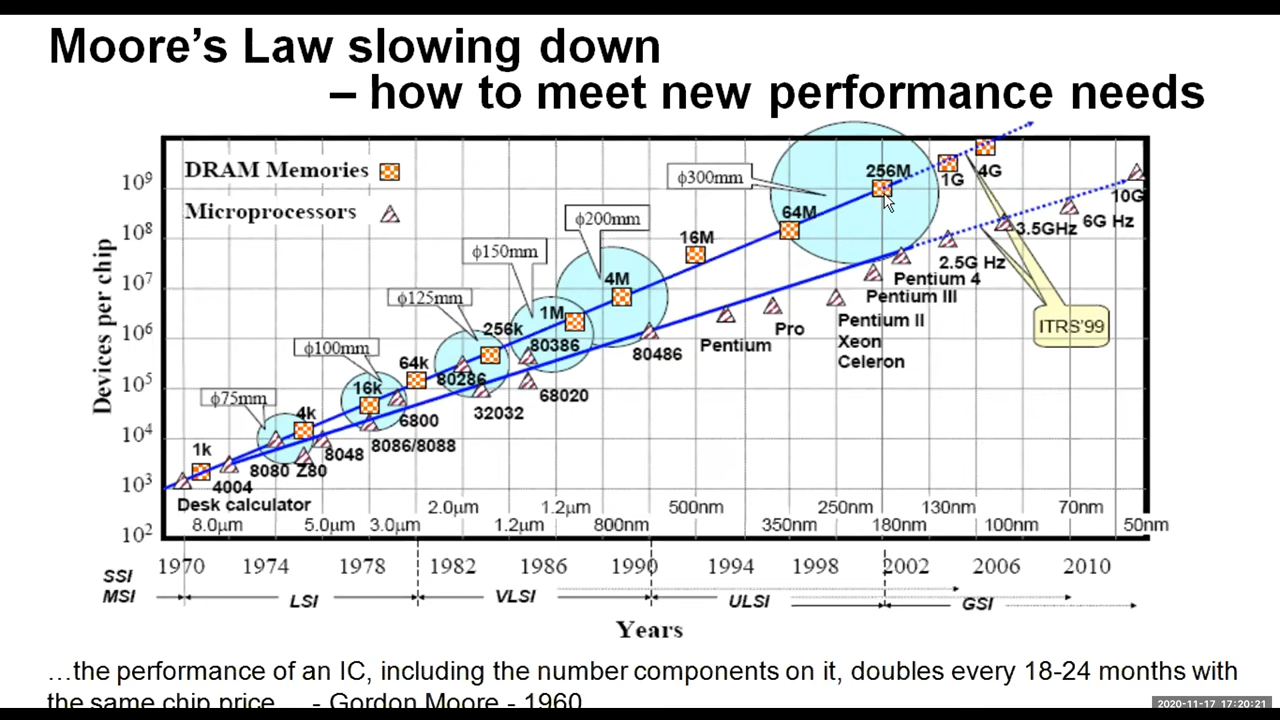 Moore's Law slowing down
– how to meet new performance needs
DRAM Memories
Microprocessors
Devices per chip
10⁹
10⁸
10⁷
10⁶
10⁵
10⁴
10³
10²
ϕ75mm
ϕ100mm
ϕ125mm
ϕ150mm
ϕ200mm
ϕ300mm
1k
4k
16k
64k
256k
1M
4M
16M
64M
256M
1G
4G
Desk calculator
4004
8080
Z80
8048
8086/8088
6800
80286
32032
80386
68020
80486
Pentium
Pro
Pentium II
Xeon
Celeron
Pentium III
Pentium 4
2.5G Hz
3.5GHz
6G Hz
10G
ITRS'99
8.0µm 5.0µm 3.0µm 2.0µm 1.2µm 1.2µm 800nm 500nm 350nm 250nm 180nm 130nm 100nm 70nm 50nm
1970 1974 1978 1982 1986 1990 1994 1998 2002 2006 2010
SSI
MSI
LSI VLSI ULSI GSI
Years
…the performance of an IC, including the number components on it, doubles every 18-24 months with
the same chip price... - Gordon Moore - 1960
2020-11-17 17:20:21